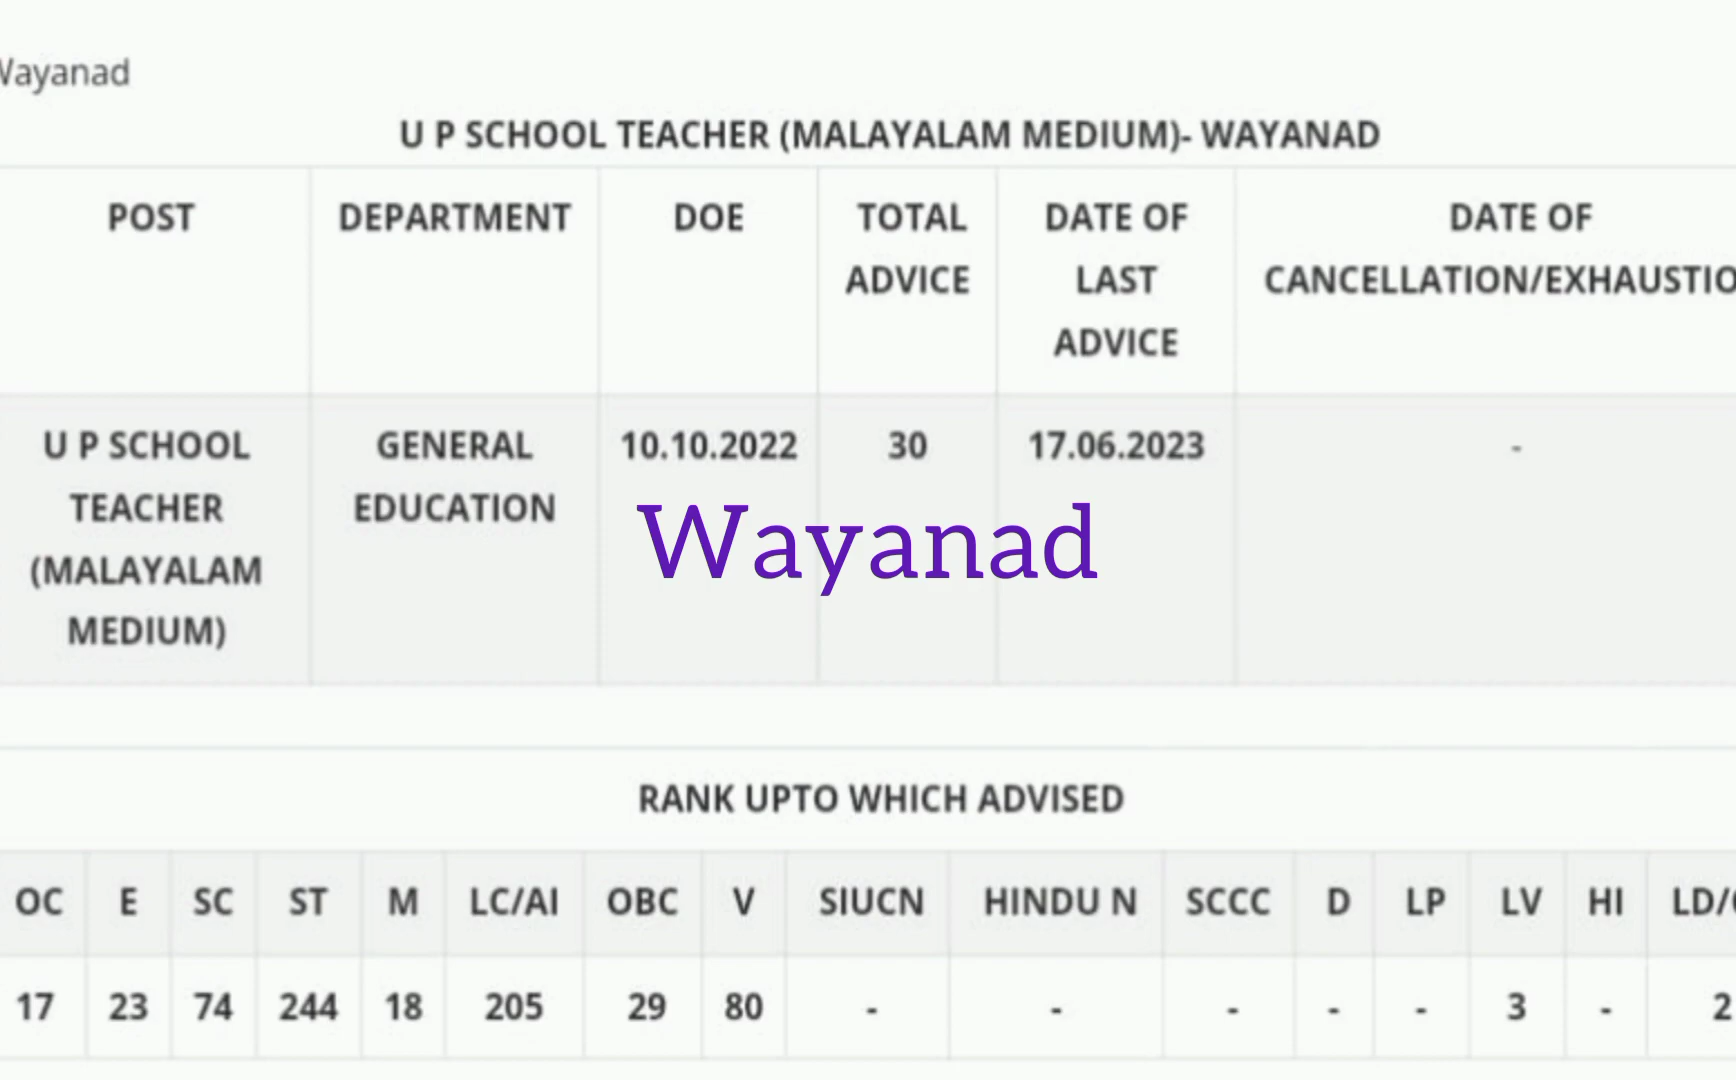 Wayanad
U P SCHOOL TEACHER (MALAYALAM MEDIUM)- WAYANAD
POST DEPARTMENT DOE TOTAL ADVICE DATE OF LAST ADVICE DATE OF CANCELLATION/EXHAUSTIO
U P SCHOOL TEACHER (MALAYALAM MEDIUM) GENERAL EDUCATION 10.10.2022 30 17.06.2023 -
Wayanad
RANK UPTO WHICH ADVISED
OC E SC ST M LC/AI OBC V SIUCN HINDU N SCCC D LP LV HI LD/
17 23 74 244 18 205 29 80 - - - - - 3 - 2